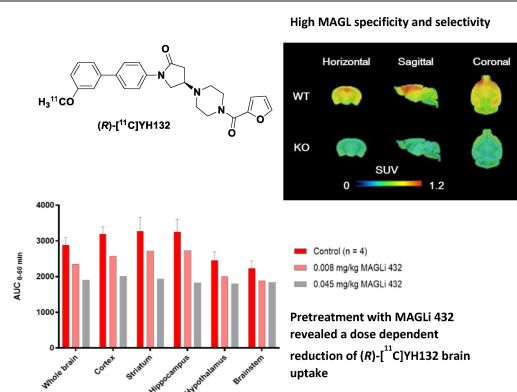 High MAGL specificity and selectivity
Horizontal Sagittal Coronal
WT
KO
SUV
0 1.2
O
N
N
N
O
O
H₃¹¹CO
(R)-[¹¹C]YH132
4000
3000
2000
1000
0
AUC 0-60 min
Whole brain
Cortex
Striatum
Hippocampus
Hypothalamus
Brainstem
Control (n = 4)
0.008 mg/kg MAGLi 432
0.045 mg/kg MAGLi 432
Pretreatment with MAGLi 432
revealed a dose dependent
reduction of (R)-[¹¹C]YH132 brain
uptake